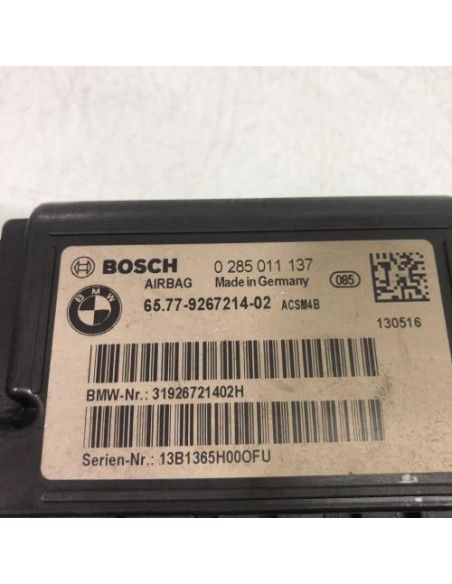 BOSCH 0 285 011 137
AIRBAG Made in Germany 085
BMW 65.77-9267214-02 ACSM4B
130516
BMW-Nr.: 31926721402H
Serien-Nr.: 13B1365H00OFU